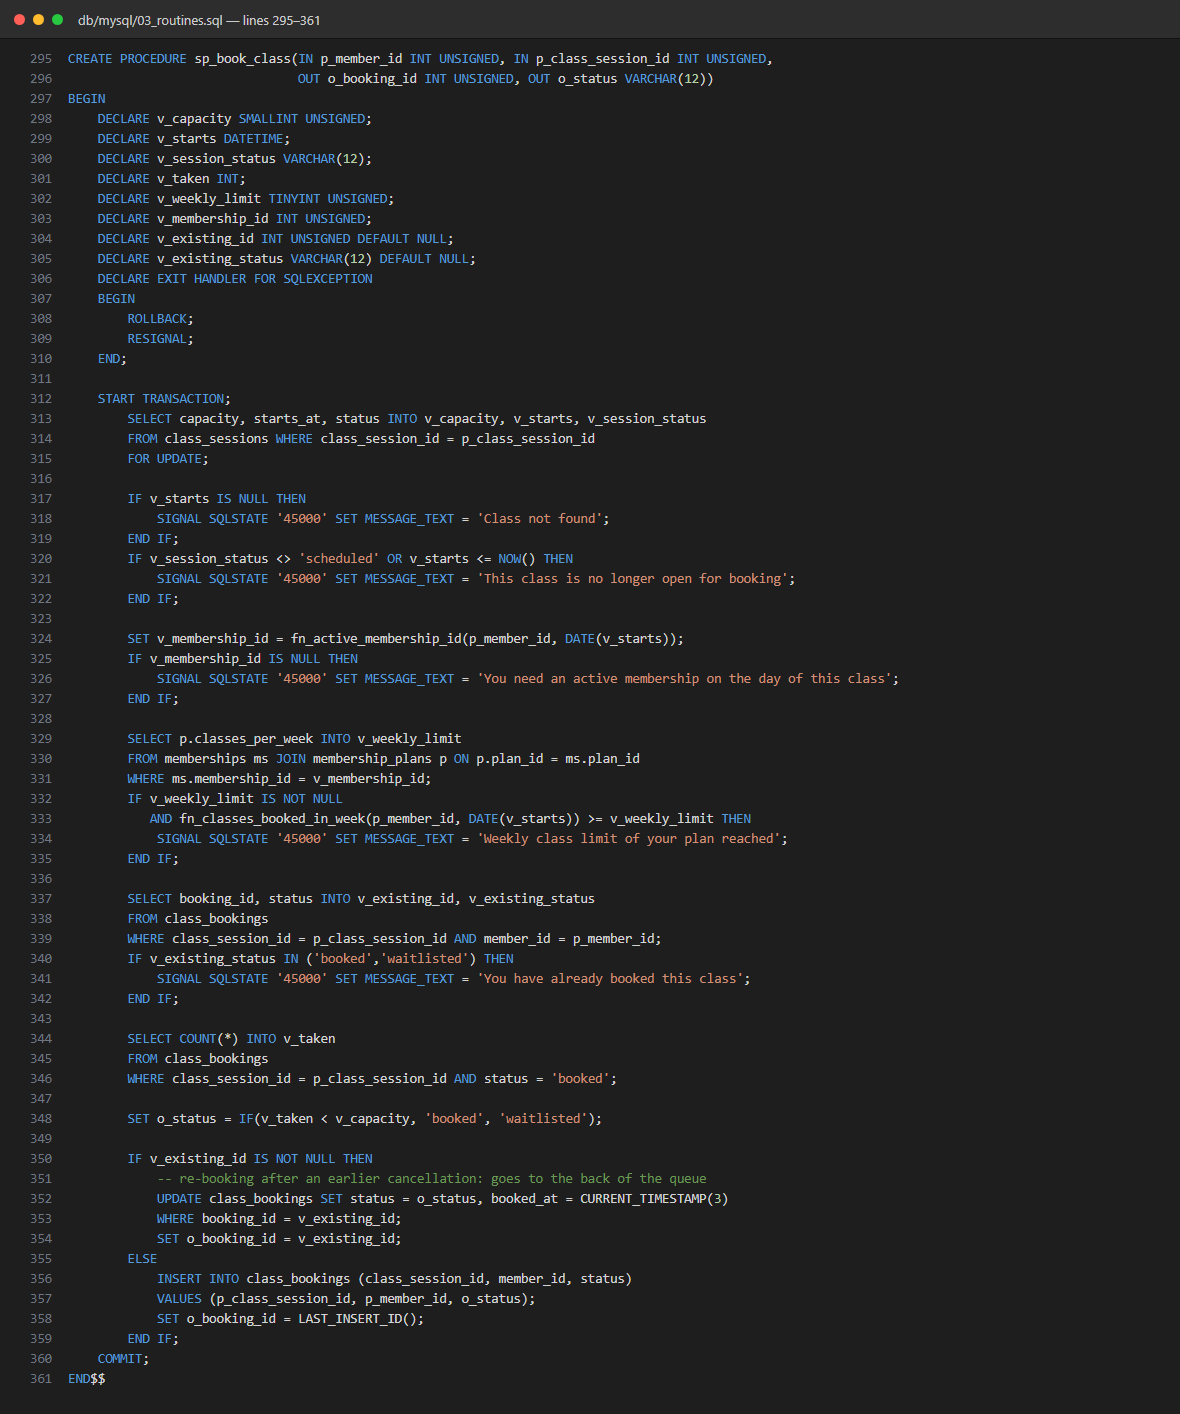 db/mysql/03_routines.sql — lines 295–361
295 CREATE PROCEDURE sp_book_class(IN p_member_id INT UNSIGNED, IN p_class_session_id INT UNSIGNED,
296                                OUT o_booking_id INT UNSIGNED, OUT o_status VARCHAR(12))
297 BEGIN
298     DECLARE v_capacity SMALLINT UNSIGNED;
299     DECLARE v_starts DATETIME;
300     DECLARE v_session_status VARCHAR(12);
301     DECLARE v_taken INT;
302     DECLARE v_weekly_limit TINYINT UNSIGNED;
303     DECLARE v_membership_id INT UNSIGNED;
304     DECLARE v_existing_id INT UNSIGNED DEFAULT NULL;
305     DECLARE v_existing_status VARCHAR(12) DEFAULT NULL;
306     DECLARE EXIT HANDLER FOR SQLEXCEPTION
307     BEGIN
308         ROLLBACK;
309         RESIGNAL;
310     END;
311
312     START TRANSACTION;
313         SELECT capacity, starts_at, status INTO v_capacity, v_starts, v_session_status
314         FROM class_sessions WHERE class_session_id = p_class_session_id
315         FOR UPDATE;
316
317         IF v_starts IS NULL THEN
318             SIGNAL SQLSTATE '45000' SET MESSAGE_TEXT = 'Class not found';
319         END IF;
320         IF v_session_status <> 'scheduled' OR v_starts <= NOW() THEN
321             SIGNAL SQLSTATE '45000' SET MESSAGE_TEXT = 'This class is no longer open for booking';
322         END IF;
323
324         SET v_membership_id = fn_active_membership_id(p_member_id, DATE(v_starts));
325         IF v_membership_id IS NULL THEN
326             SIGNAL SQLSTATE '45000' SET MESSAGE_TEXT = 'You need an active membership on the day of this class';
327         END IF;
328
329         SELECT p.classes_per_week INTO v_weekly_limit
330         FROM memberships ms JOIN membership_plans p ON p.plan_id = ms.plan_id
331         WHERE ms.membership_id = v_membership_id;
332         IF v_weekly_limit IS NOT NULL
333            AND fn_classes_booked_in_week(p_member_id, DATE(v_starts)) >= v_weekly_limit THEN
334             SIGNAL SQLSTATE '45000' SET MESSAGE_TEXT = 'Weekly class limit of your plan reached';
335         END IF;
336
337         SELECT booking_id, status INTO v_existing_id, v_existing_status
338         FROM class_bookings
339         WHERE class_session_id = p_class_session_id AND member_id = p_member_id;
340         IF v_existing_status IN ('booked','waitlisted') THEN
341             SIGNAL SQLSTATE '45000' SET MESSAGE_TEXT = 'You have already booked this class';
342         END IF;
343
344         SELECT COUNT(*) INTO v_taken
345         FROM class_bookings
346         WHERE class_session_id = p_class_session_id AND status = 'booked';
347
348         SET o_status = IF(v_taken < v_capacity, 'booked', 'waitlisted');
349
350         IF v_existing_id IS NOT NULL THEN
351             -- re-booking after an earlier cancellation: goes to the back of the queue
352             UPDATE class_bookings SET status = o_status, booked_at = CURRENT_TIMESTAMP(3)
353             WHERE booking_id = v_existing_id;
354             SET o_booking_id = v_existing_id;
355         ELSE
356             INSERT INTO class_bookings (class_session_id, member_id, status)
357             VALUES (p_class_session_id, p_member_id, o_status);
358             SET o_booking_id = LAST_INSERT_ID();
359         END IF;
360     COMMIT;
361 END$$